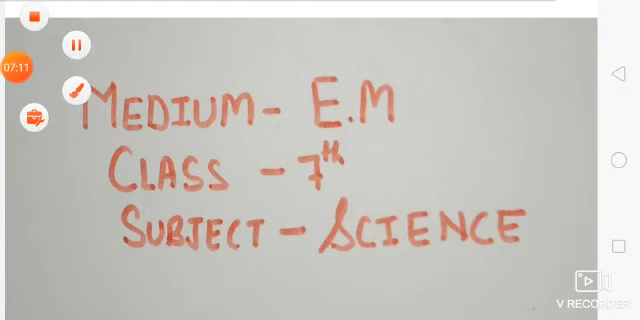 07:11
MEDIUM - E.M
CLASS - 7th
SUBJECT - SCIENCE
V RECORDER